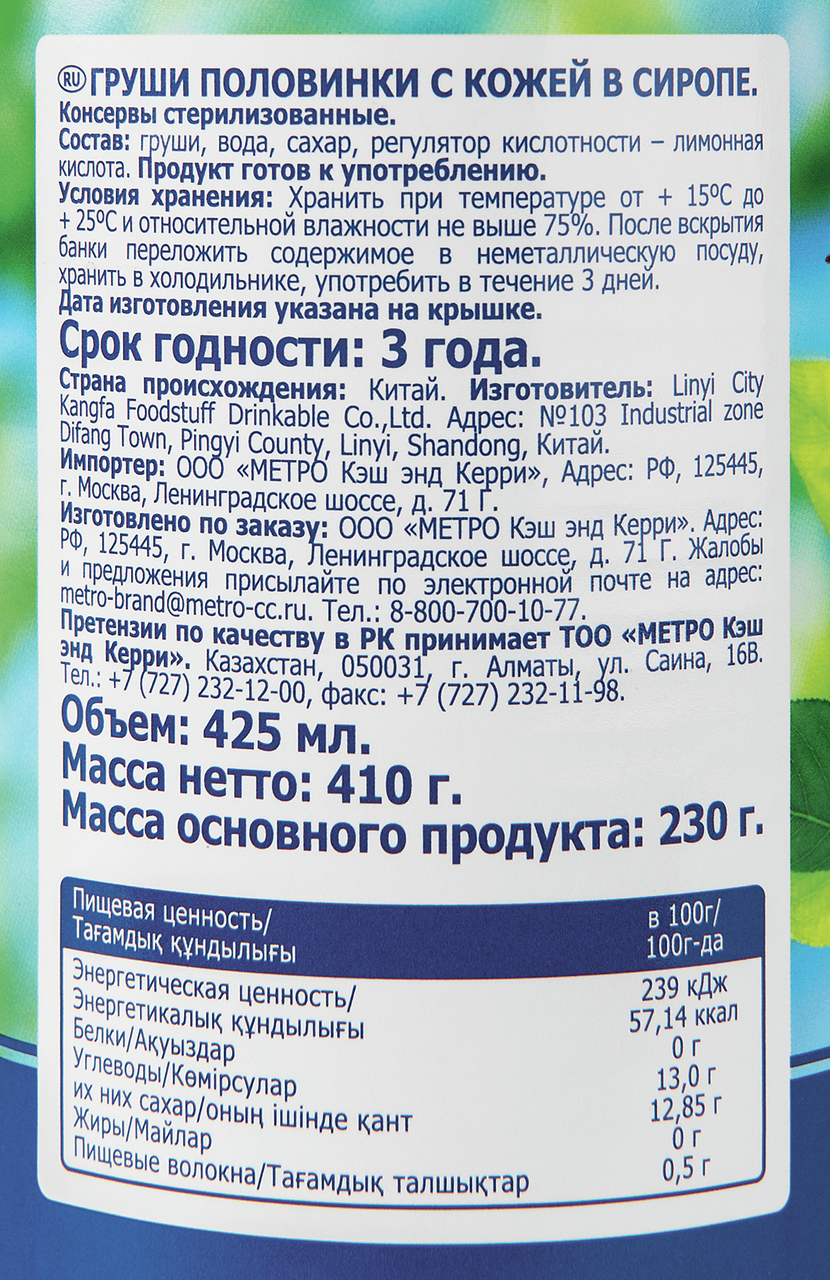 RU ГРУШИ ПОЛОВИНКИ С КОЖЕЙ В СИРОПЕ.
Консервы стерилизованные.
Состав: груши, вода, сахар, регулятор кислотности – лимонная
кислота. Продукт готов к употреблению.
Условия хранения: Хранить при температуре от + 15ºС до
+ 25ºС и относительной влажности не выше 75%. После вскрытия
банки переложить содержимое в неметаллическую посуду,
хранить в холодильнике, употребить в течение 3 дней.
Дата изготовления указана на крышке.
Срок годности: 3 года.
Страна происхождения: Китай. Изготовитель: Linyi City
Kangfa Foodstuff Drinkable Co.,Ltd. Адрес: №103 Industrial zone
Difang Town, Pingyi County, Linyi, Shandong, Китай.
Импортер: ООО «МЕТРО Кэш энд Керри», Адрес: РФ, 125445,
г. Москва, Ленинградское шоссе, д. 71 Г.
Изготовлено по заказу: ООО «МЕТРО Кэш энд Керри». Адрес:
РФ, 125445, г. Москва, Ленинградское шоссе, д. 71 Г. Жалобы
и предложения присылайте по электронной почте на адрес:
metro-brand@metro-cc.ru. Тел.: 8-800-700-10-77.
Претензии по качеству в РК принимает ТОО «МЕТРО Кэш
энд Керри». Казахстан, 050031, г. Алматы, ул. Саина, 16В.
Тел.: +7 (727) 232-12-00, факс: +7 (727) 232-11-98.
Объем: 425 мл.
Масса нетто: 410 г.
Масса основного продукта: 230 г.
Пищевая ценность/ в 100г/
Тағамдық құндылығы 100г-да
Энергетическая ценность/ 239 кДж
Энергетикалық құндылығы 57,14 ккал
Белки/Ақуыздар 0 г
Углеводы/Көмірсулар 13,0 г
их них сахар/оның ішінде қант 12,85 г
Жиры/Майлар 0 г
Пищевые волокна/Тағамдық талшықтар 0,5 г